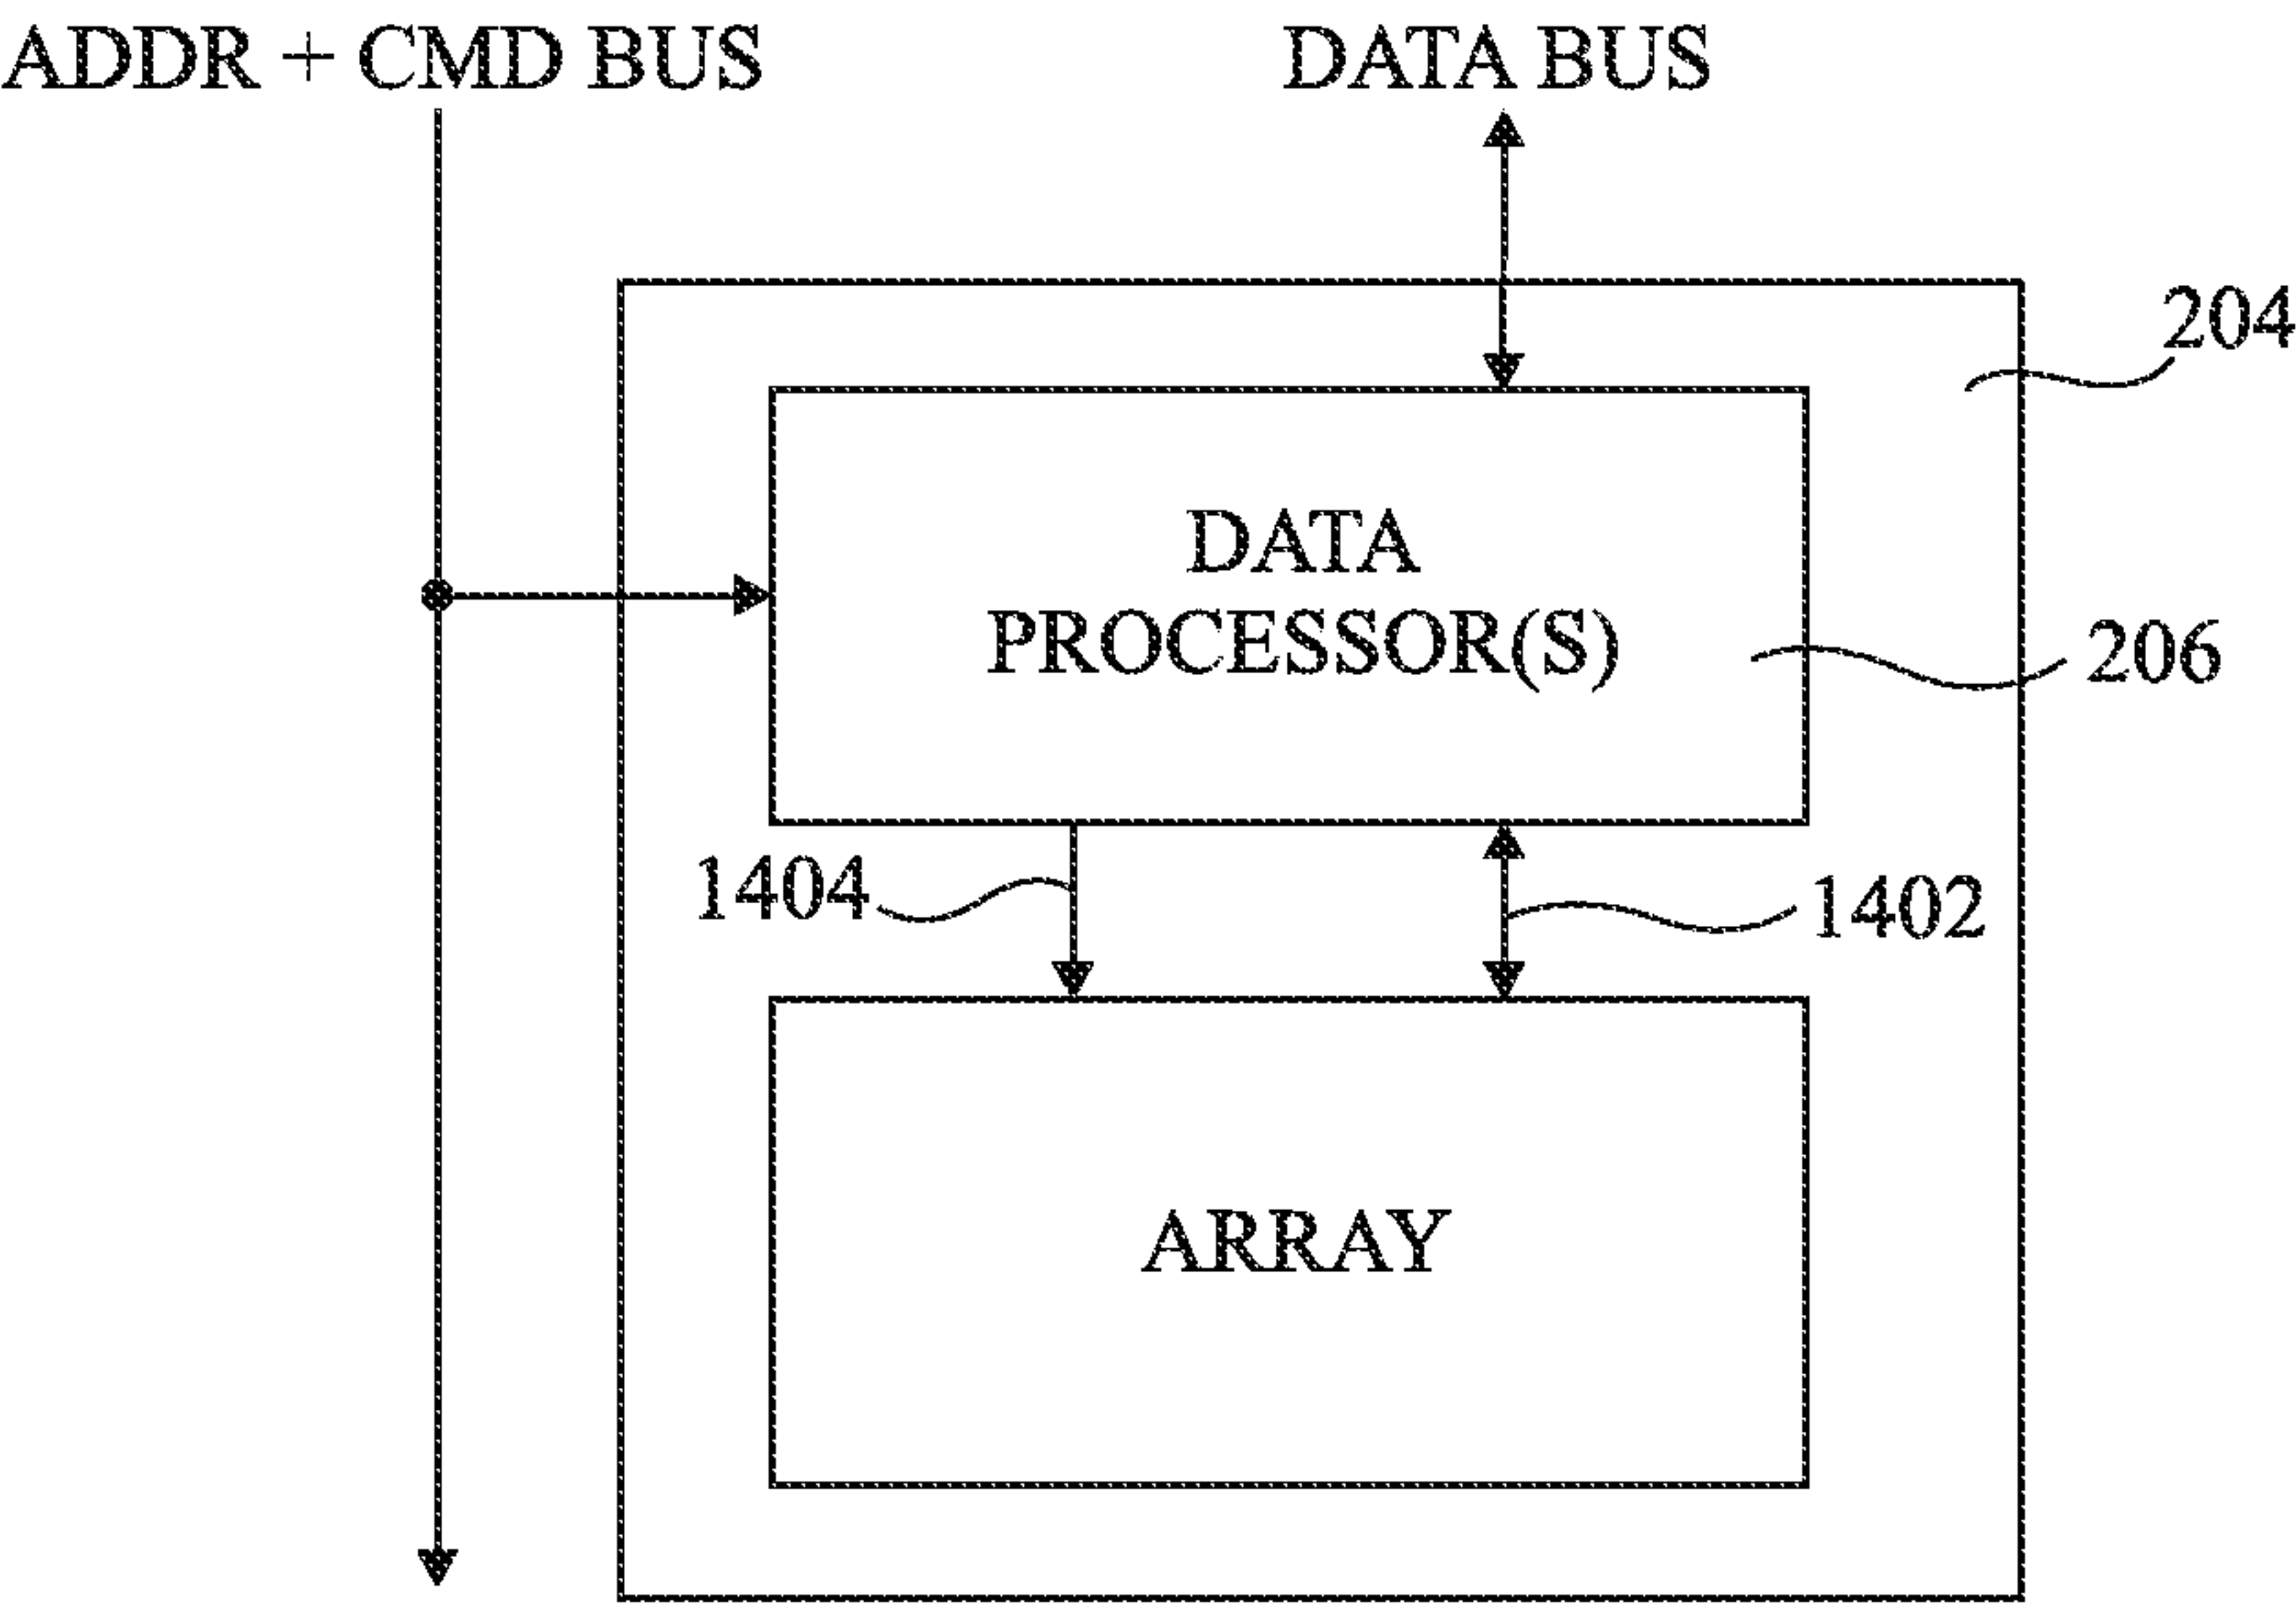 ADDR + CMD BUS
DATA BUS
204
DATA
PROCESSOR(S)
206
1404
1402
ARRAY